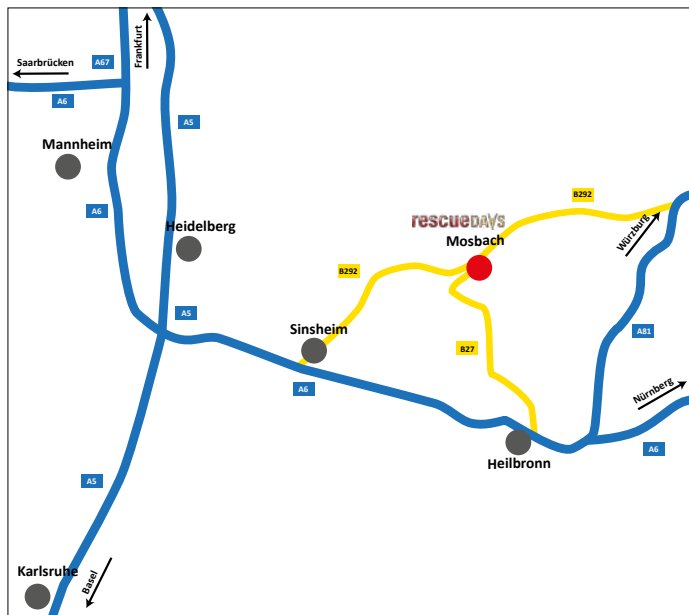 Frankfurt
Saarbrücken
A67
A6
A5
Mannheim
B292
A6
rescueDAYS
Mosbach
Heidelberg
Würzburg
B292
A5
Sinsheim
A81
B27
A6
Nürnberg
A6
Heilbronn
A5
Karlsruhe
Basel